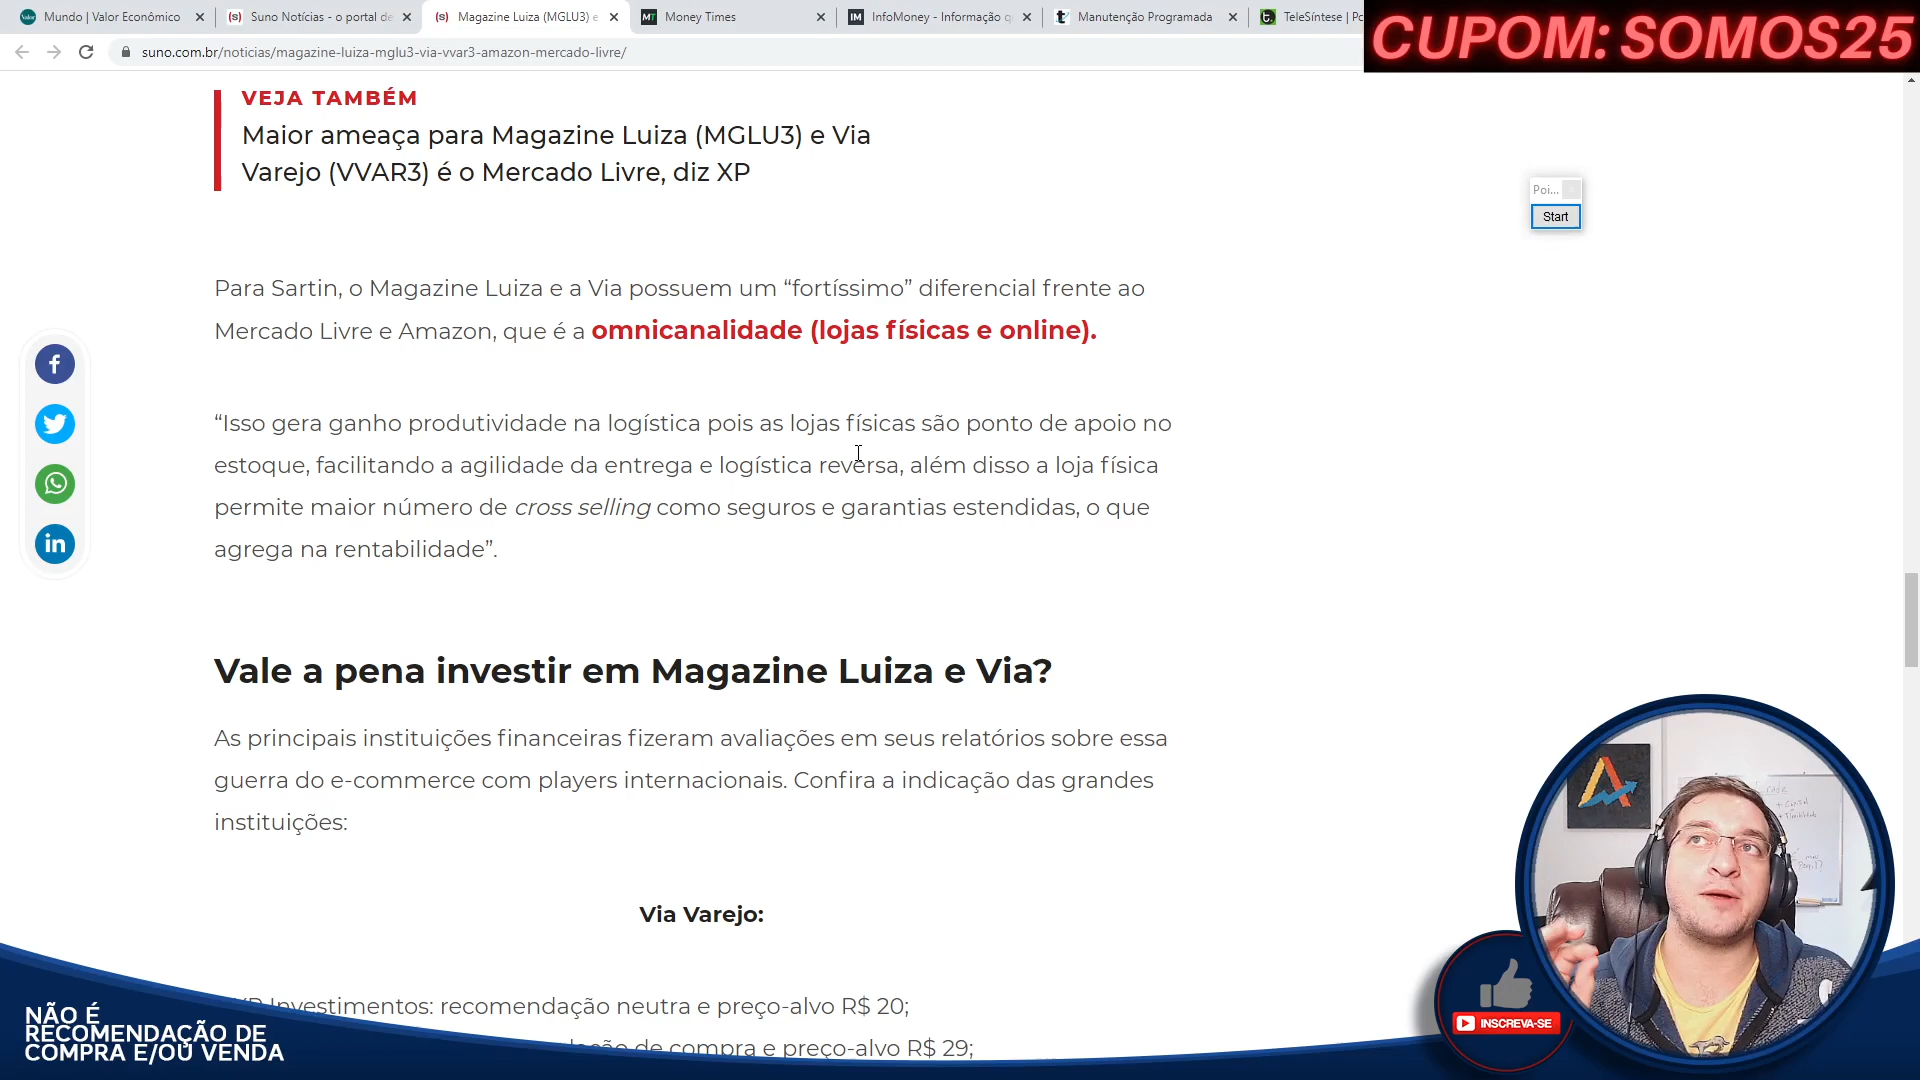 Mundo | Valor Econômico
Suno Notícias - o portal de
Magazine Luiza (MGLU3) e
Money Times
InfoMoney - Informação q
Manutenção Programada
TeleSíntese | Po
CUPOM: SOMOS25
suno.com.br/noticias/magazine-luiza-mglu3-via-vvar3-amazon-mercado-livre/
VEJA TAMBÉM
Maior ameaça para Magazine Luiza (MGLU3) e Via
Varejo (VVAR3) é o Mercado Livre, diz XP
Poi...
Start
Para Sartin, o Magazine Luiza e a Via possuem um “fortíssimo” diferencial frente ao
Mercado Livre e Amazon, que é a omnicanalidade (lojas físicas e online).
“Isso gera ganho produtividade na logística pois as lojas físicas são ponto de apoio no
estoque, facilitando a agilidade da entrega e logística reversa, além disso a loja física
permite maior número de cross selling como seguros e garantias estendidas, o que
agrega na rentabilidade”.
Vale a pena investir em Magazine Luiza e Via?
As principais instituições financeiras fizeram avaliações em seus relatórios sobre essa
guerra do e-commerce com players internacionais. Confira a indicação das grandes
instituições:
Via Varejo:
Investimentos: recomendação neutra e preço-alvo R$ 20;
de compra e preço-alvo R$ 29;
NÃO É
RECOMENDAÇÃO DE
COMPRA E/OU VENDA
INSCREVA-SE